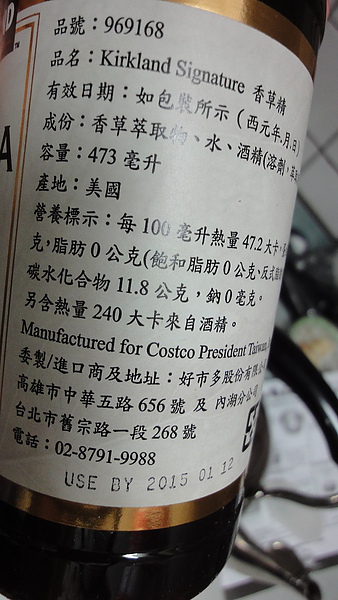 品號：969168
品名：Kirkland Signature 香草精
有效日期：如包裝所示（西元年.月.日）
成份：香草萃取物、水、酒精(溶劑,
容量：473 毫升
產地：美國
營養標示：每 100 毫升熱量 47.2 大卡,
克,脂肪 0 公克(飽和脂肪 0 公克、反式
碳水化合物 11.8 公克，鈉 0 毫克。
另含熱量 240 大卡來自酒精。
Manufactured for Costco President Taiwan,
委製/進口商及地址：好市多股份有限公
高雄市中華五路 656 號 及 內湖分公司
台北市舊宗路一段 268 號
電話：02-8791-9988
USE BY 2015 01 12
A